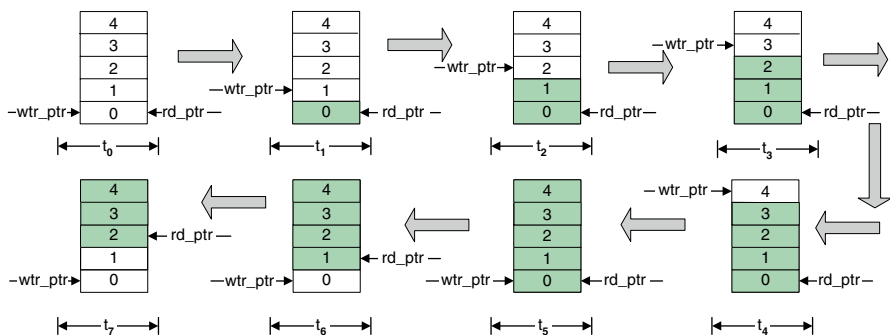 4 4 4 4
3 3 3 wtr_ptr 3
2 2 wtr_ptr 2 2
1 wtr_ptr 1 1 1
wtr_ptr 0 rd_ptr 0 rd_ptr 0 rd_ptr 0 rd_ptr
t0 t1 t2 t3
4 4 4 wtr_ptr 4
3 3 3 3
2 rd_ptr 2 2 2
1 1 rd_ptr 1 1
wtr_ptr 0 wtr_ptr 0 wtr_ptr 0 rd_ptr 0 rd_ptr
t7 t6 t5 t4